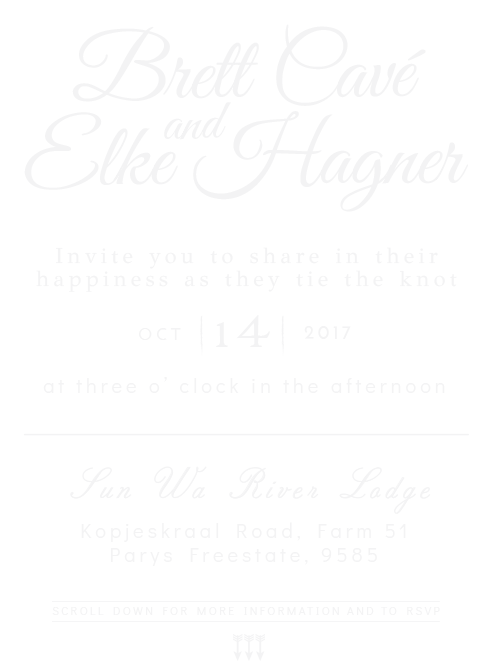 Brett Cavé
and
Elke Hagner
Invite you to share in their
happiness as they tie the knot
OCT 14 2017
at three o' clock in the afternoon
Sun Wa River Lodge
Kopjeskraal Road, Farm 51
Parys Freestate, 9585
SCROLL DOWN FOR MORE INFORMATION AND TO RSVP